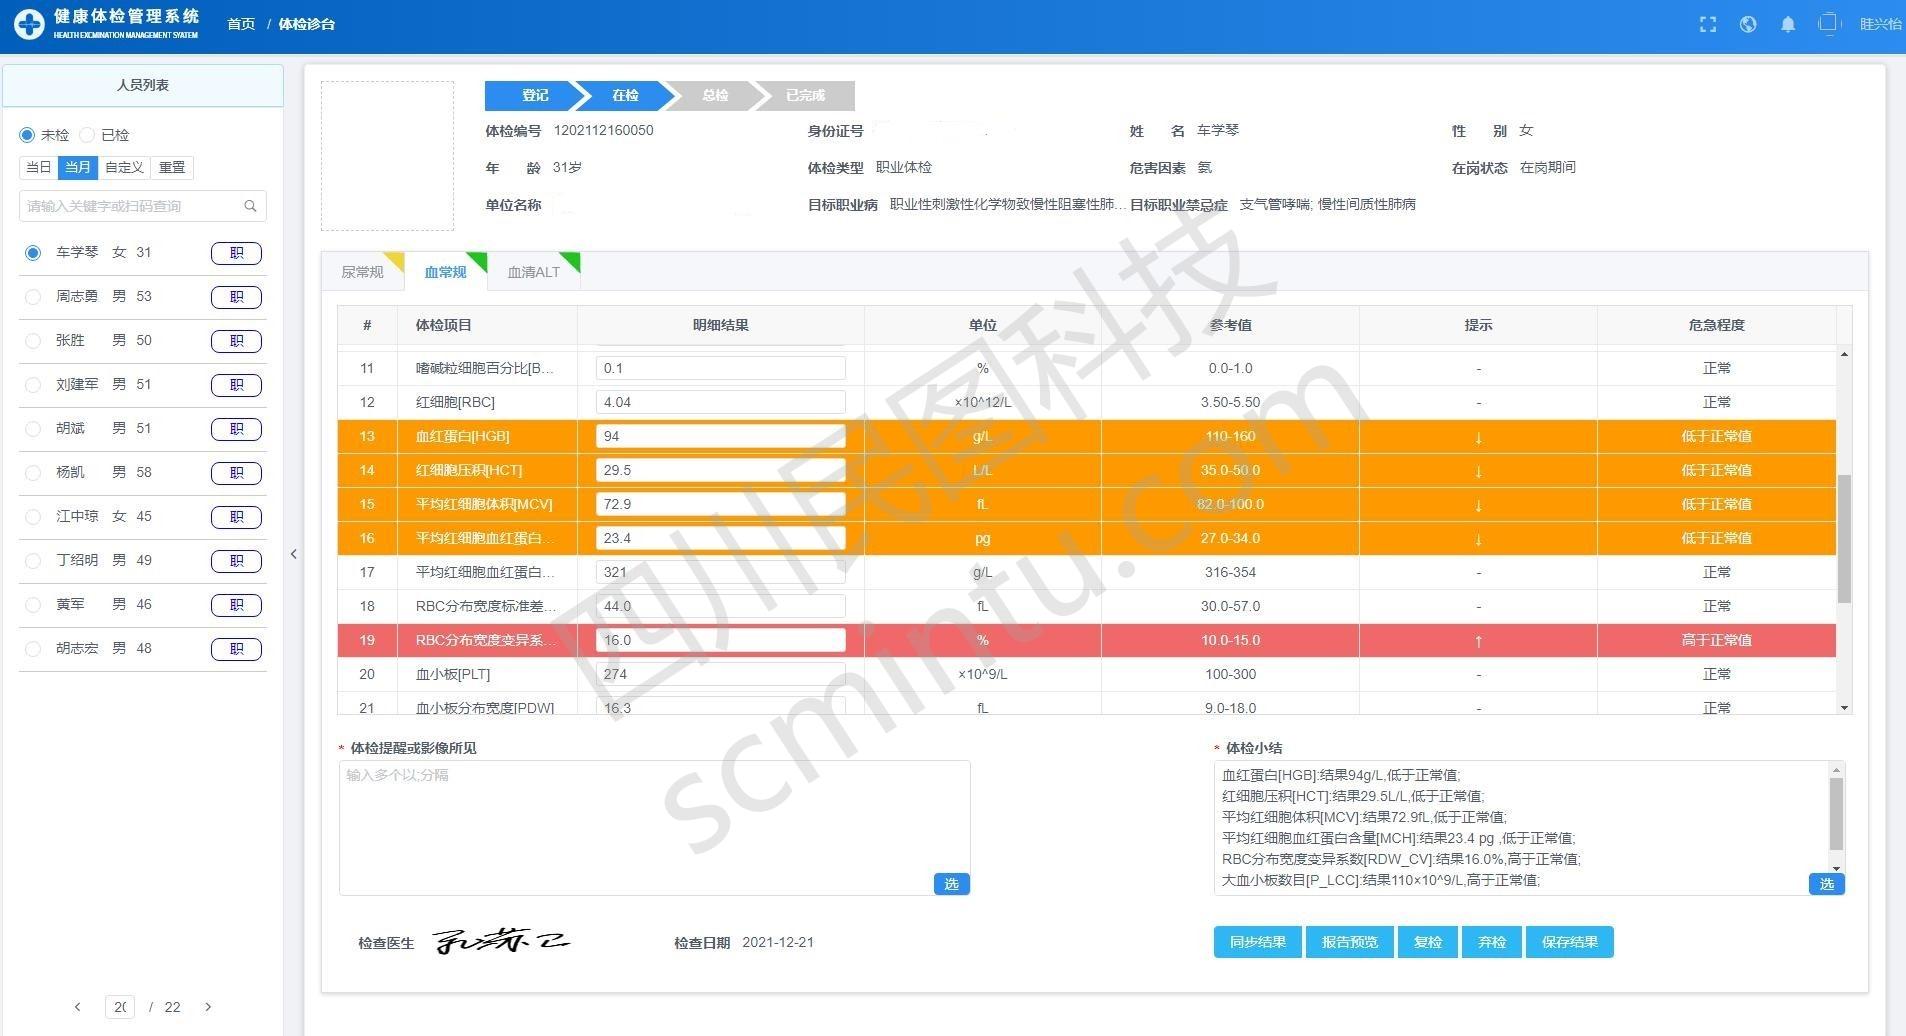 健康体检管理系统
HEALTH EXCMINATION MANAGEMENT SYATEM
首页 / 体检诊台
眭兴怡
人员列表
未检 已检
当日 当月 自定义 重置
请输入关键字或扫码查询
车学琴 女 31 职
周志勇 男 53 职
张胜 男 50 职
刘建军 男 51 职
胡斌 男 51 职
杨凯 男 58 职
江中琼 女 45 职
丁绍明 男 49 职
黄军 男 46 职
胡志宏 男 48 职
< 20 / 22 >
登记 在检 总检 已完成
体检编号 1202112160050 身份证号 姓 名 车学琴 性 别 女
年 龄 31岁 体检类型 职业体检 危害因素 氨 在岗状态 在岗期间
单位名称 目标职业病 职业性刺激性化学物致慢性阻塞性肺... 目标职业禁忌症 支气管哮喘; 慢性间质性肺病
尿常规 血常规 血清ALT
# 体检项目 明细结果 单位 参考值 提示 危急程度
11 嗜碱粒细胞百分比[B... 0.1 % 0.0-1.0 - 正常
12 红细胞[RBC] 4.04 ×10^12/L 3.50-5.50 - 正常
13 血红蛋白[HGB] 94 g/L 110-160 ↓ 低于正常值
14 红细胞压积[HCT] 29.5 L/L 35.0-50.0 ↓ 低于正常值
15 平均红细胞体积[MCV] 72.9 fL 82.0-100.0 ↓ 低于正常值
16 平均红细胞血红蛋白... 23.4 pg 27.0-34.0 ↓ 低于正常值
17 平均红细胞血红蛋白... 321 g/L 316-354 - 正常
18 RBC分布宽度标准差... 44.0 fL 30.0-57.0 - 正常
19 RBC分布宽度变异系... 16.0 % 10.0-15.0 ↑ 高于正常值
20 血小板[PLT] 274 ×10^9/L 100-300 - 正常
21 血小板分布宽度[PDW] 16.3 fL 9.0-18.0 - 正常
四川民图科技
scmintu.com
* 体检提醒或影像所见
输入多个以;分隔
选
* 体检小结
血红蛋白[HGB]:结果94g/L,低于正常值;
红细胞压积[HCT]:结果29.5L/L,低于正常值;
平均红细胞体积[MCV]:结果72.9fL,低于正常值;
平均红细胞血红蛋白含量[MCH]:结果23.4 pg ,低于正常值;
RBC分布宽度变异系数[RDW_CV]:结果16.0%,高于正常值;
大血小板数目[P_LCC]:结果110×10^9/L,高于正常值;
选
检查医生 检查日期 2021-12-21
同步结果 报告预览 复检 弃检 保存结果